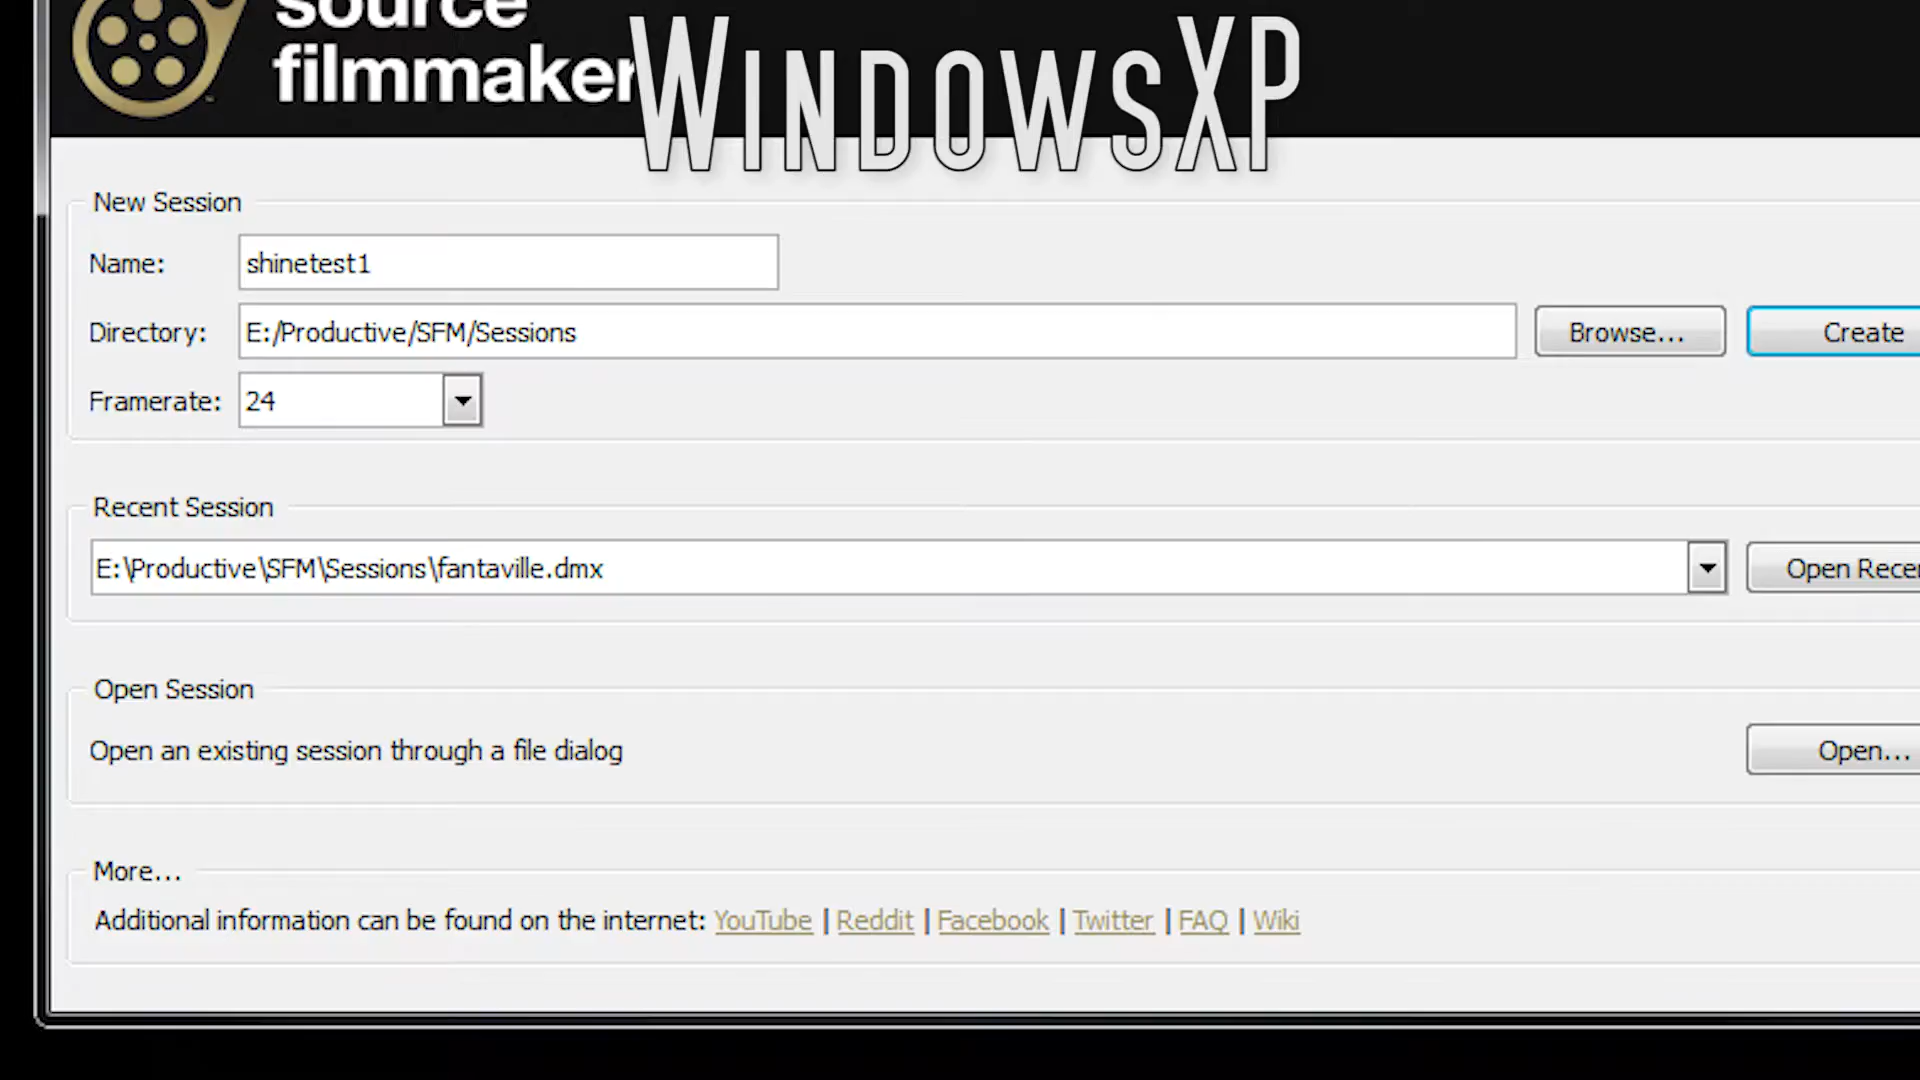 source
filmmaker
WindowsXP
New Session
Name: shinetest1
Directory: E:/Productive/SFM/Sessions Browse... Create
Framerate: 24
Recent Session
E:\Productive\SFM\Sessions\fantaville.dmx Open Recen
Open Session
Open an existing session through a file dialog Open...
More...
Additional information can be found on the internet: YouTube | Reddit | Facebook | Twitter | FAQ | Wiki